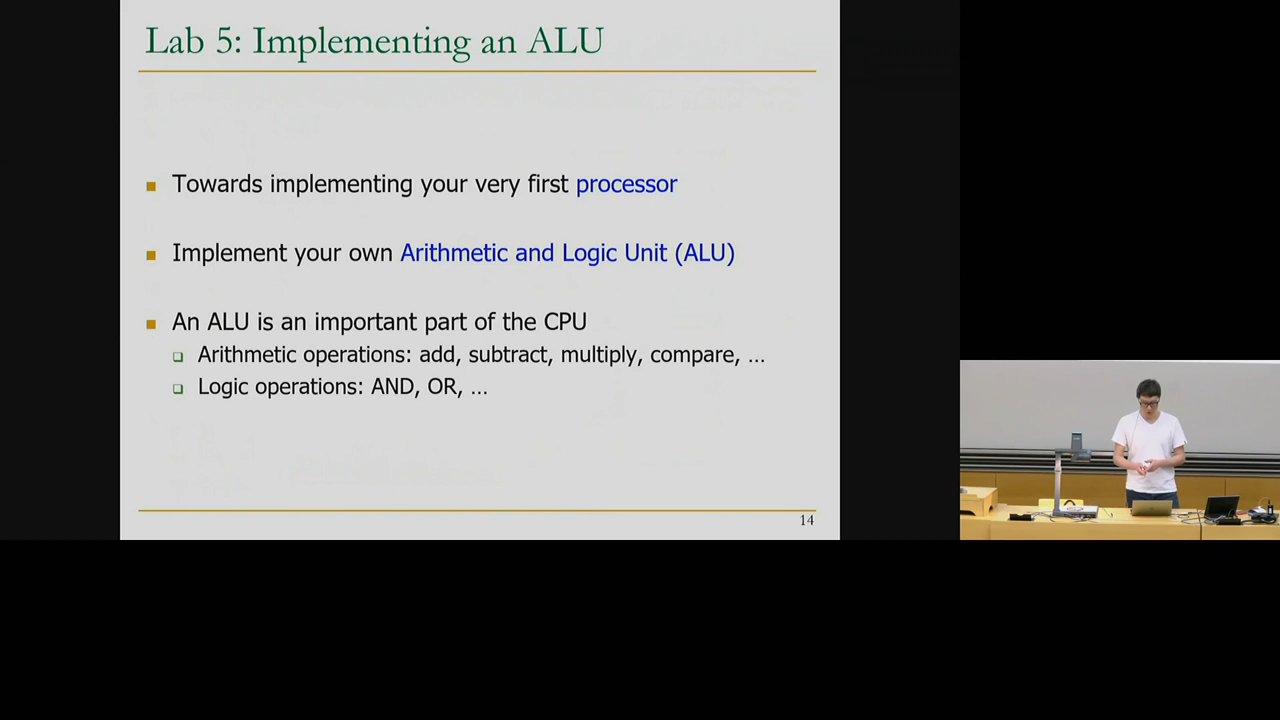 Lab 5: Implementing an ALU
Towards implementing your very first processor
Implement your own Arithmetic and Logic Unit (ALU)
An ALU is an important part of the CPU
Arithmetic operations: add, subtract, multiply, compare, …
Logic operations: AND, OR, …
14